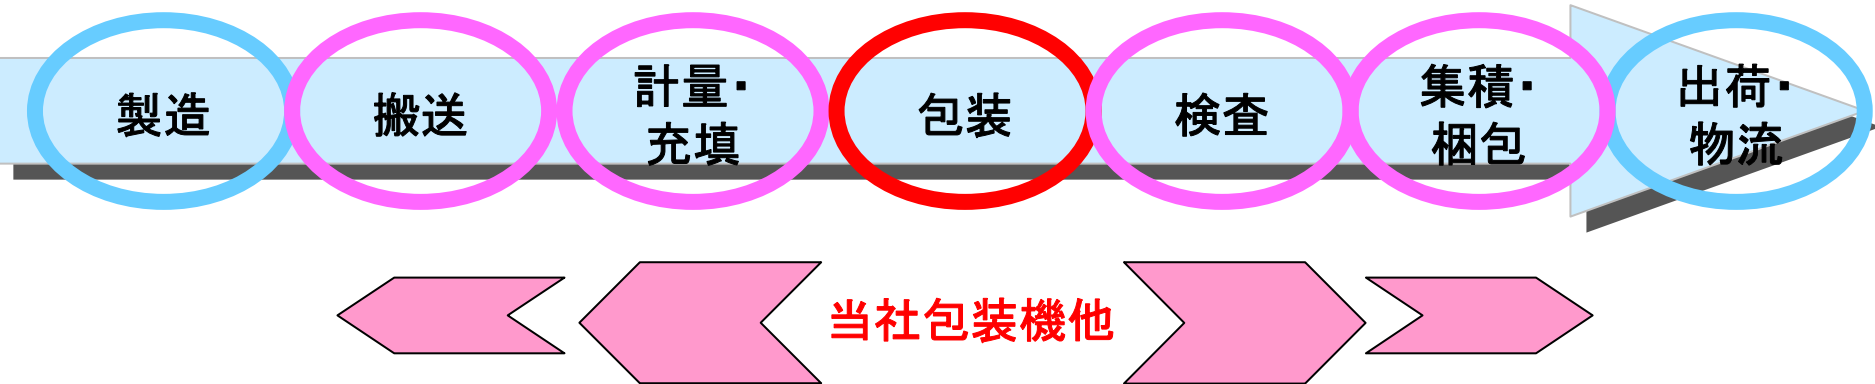 製造
搬送
計量・
充填
包装
検査
集積・
梱包
出荷・
物流
当社包装機他